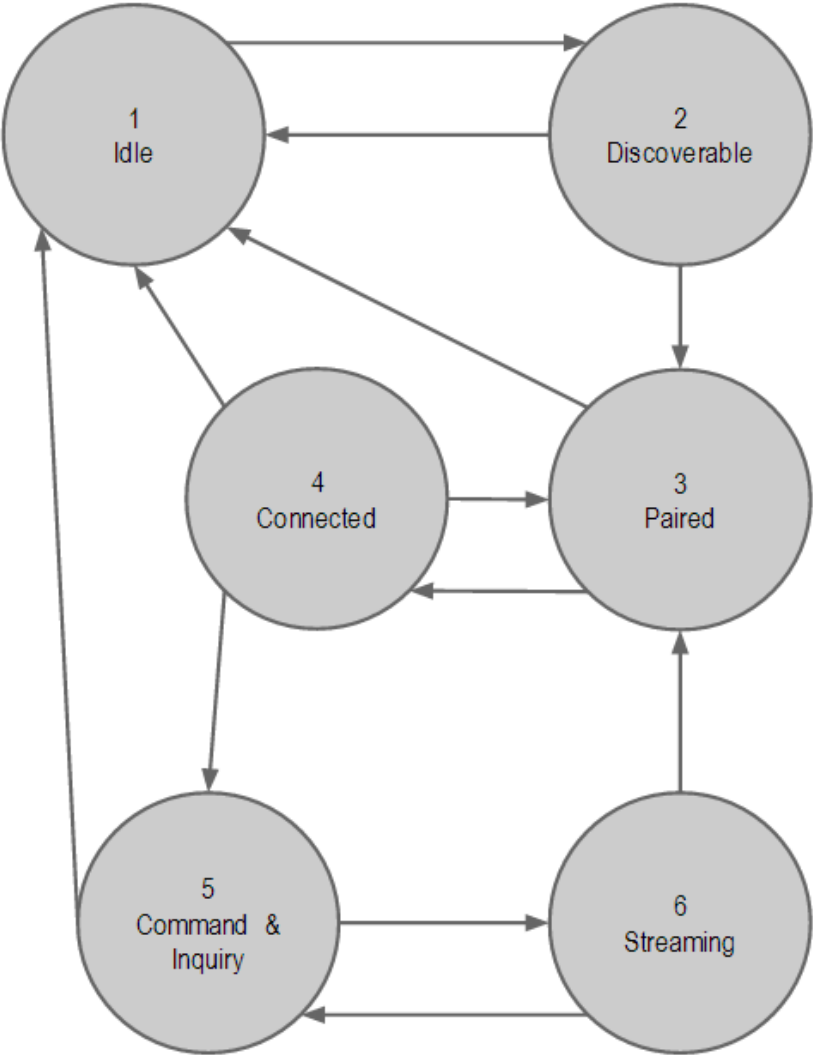 1
Idle
2
Discoverable
4
Connected
3
Paired
5
Command &
Inquiry
6
Streaming